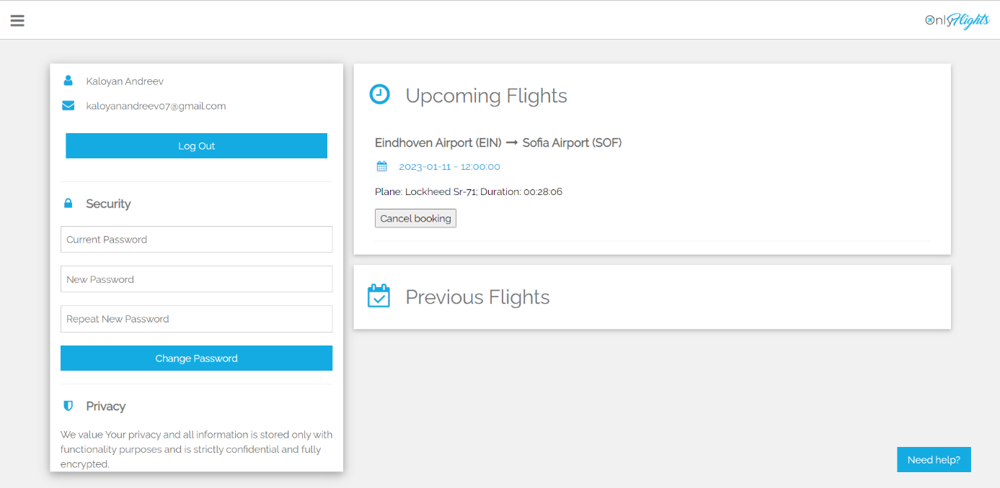 OnlyFlights
Kaloyan Andreev
kaloyanandreev07@gmail.com
Log Out
Security
Current Password
New Password
Repeat New Password
Change Password
Privacy
We value Your privacy and all information is stored only with
functionality purposes and is strictly confidential and fully
encrypted.
Upcoming Flights
Eindhoven Airport (EIN) → Sofia Airport (SOF)
2023-01-11 - 12:00:00
Plane: Lockheed Sr-71; Duration: 00:28:06
Cancel booking
Previous Flights
Need help?